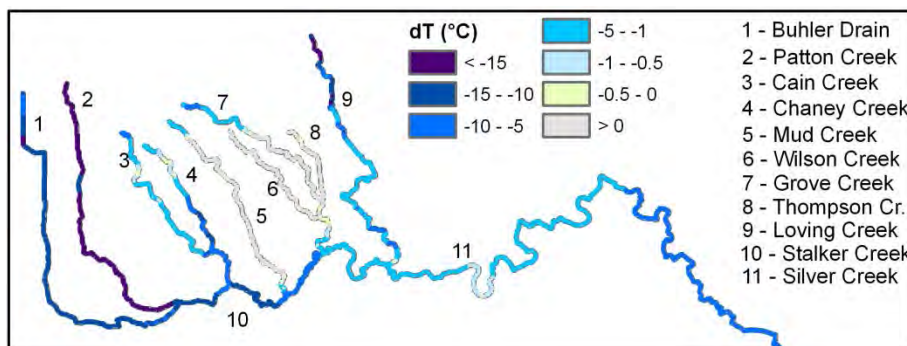 dT (°C)
< -15
-15 - -10
-10 - -5
-5 - -1
-1 - -0.5
-0.5 - 0
> 0
1 - Buhler Drain
2 - Patton Creek
3 - Cain Creek
4 - Chaney Creek
5 - Mud Creek
6 - Wilson Creek
7 - Grove Creek
8 - Thompson Cr.
9 - Loving Creek
10 - Stalker Creek
11 - Silver Creek
1
2
3
4
5
6
7
8
9
10
11